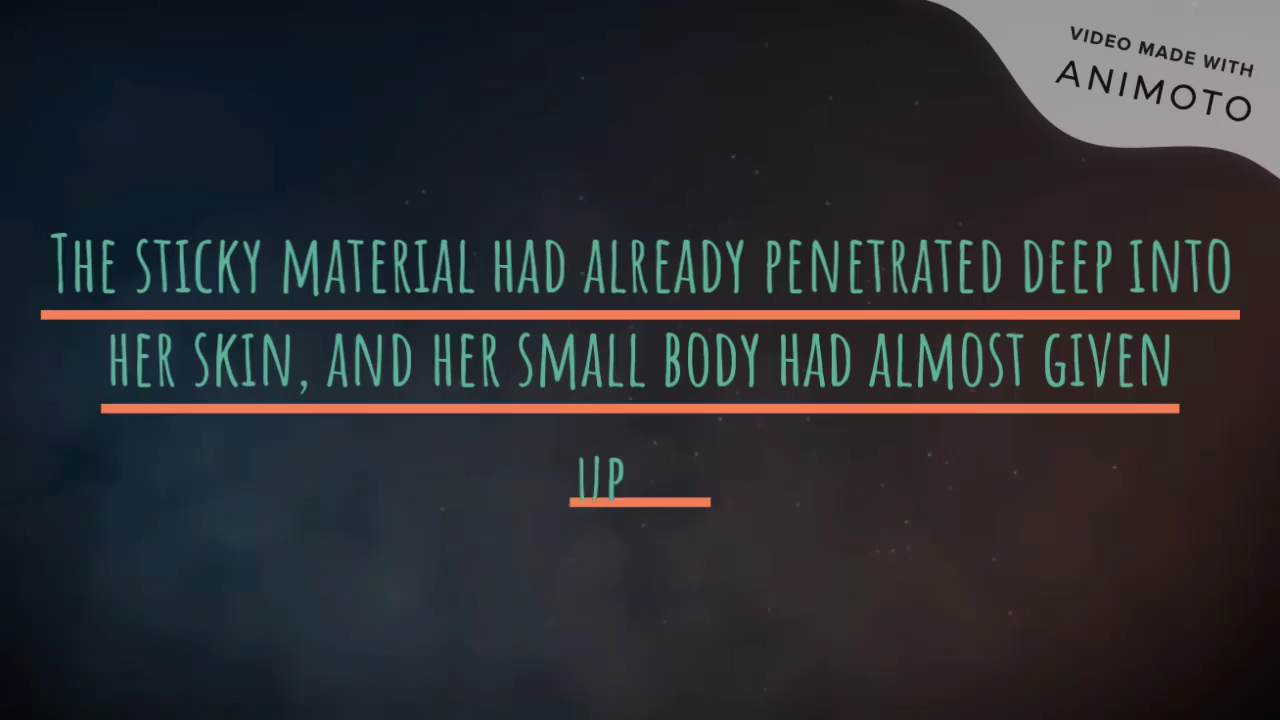 VIDEO MADE WITH
ANIMOTO
THE STICKY MATERIAL HAD ALREADY PENETRATED DEEP INTO
HER SKIN, AND HER SMALL BODY HAD ALMOST GIVEN
UP